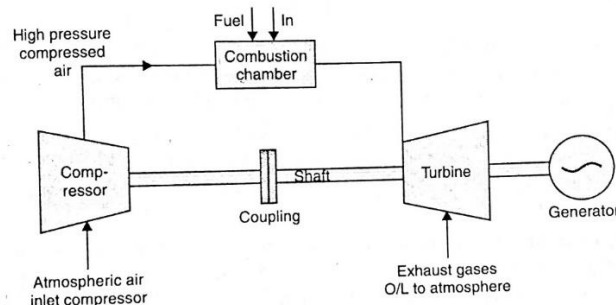 Fuel In
High pressure
compressed
air
Combustion
chamber
Comp-
ressor
Shaft
Turbine
Coupling
Generator
Atmospheric air
inlet compressor
Exhaust gases
O/L to atmosphere